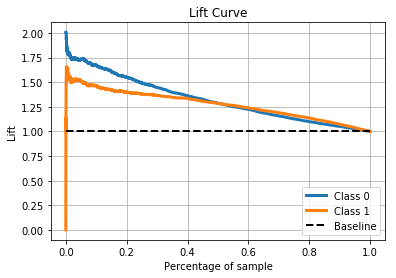 Lift Curve
2.00
1.75
1.50
1.25
1.00
0.75
0.50
0.25
0.00
Lift
0.0 0.2 0.4 0.6 0.8 1.0
Percentage of sample
Class 0
Class 1
Baseline